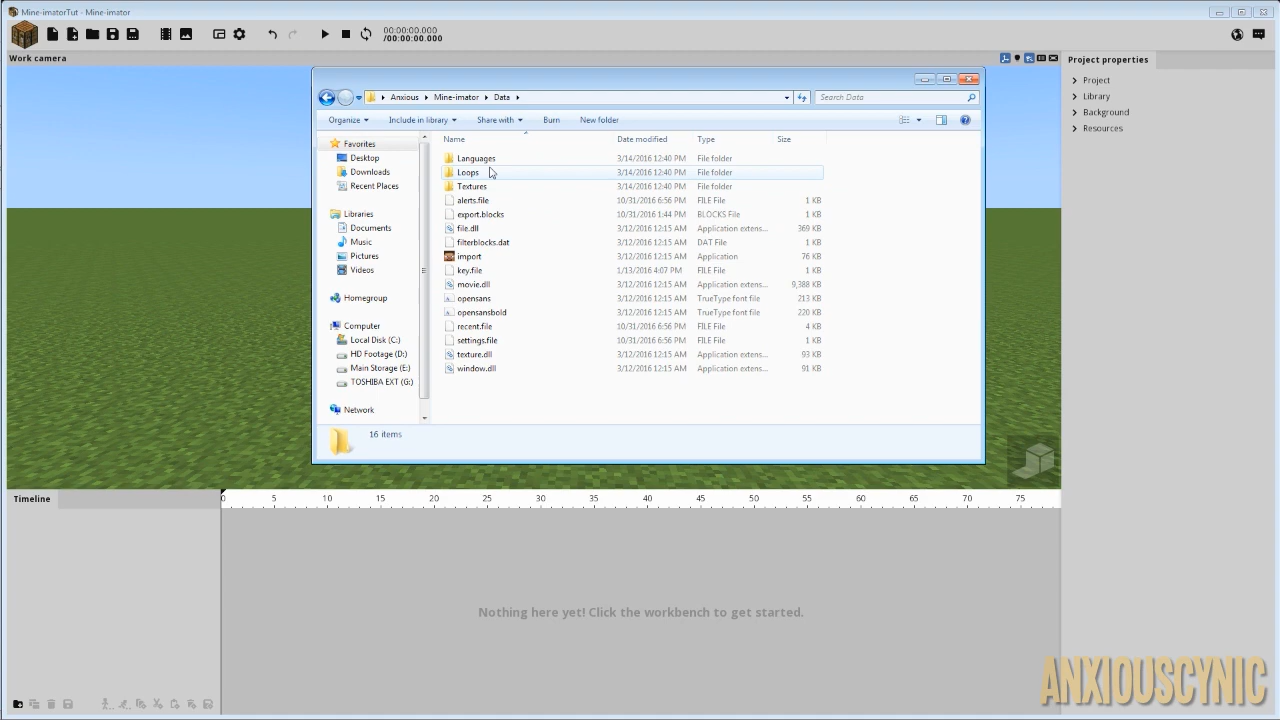 Mine-imatorTut - Mine-imator
00:00:00.000
/00:00:00.000
Work camera
Project properties
Project
Library
Background
Resources
Anxious Mine-imator Data
Search Data
Organize Include in library Share with Burn New folder
Name Date modified Type Size
Favorites
Desktop
Downloads
Recent Places
Libraries
Documents
Music
Pictures
Videos
Homegroup
Computer
Local Disk (C:)
HD Footage (D:)
Main Storage (E:)
TOSHIBA EXT (G:)
Network
Languages 3/14/2016 12:40 PM File folder
Loops 3/14/2016 12:40 PM File folder
Textures 3/14/2016 12:40 PM File folder
alerts.file 10/31/2016 6:56 PM FILE File 1 KB
export.blocks 10/31/2016 1:44 PM BLOCKS File 1 KB
file.dll 3/12/2016 12:15 AM Application extens... 369 KB
filterblocks.dat 3/12/2016 12:15 AM DAT File 1 KB
import 3/12/2016 12:15 AM Application 76 KB
key.file 1/13/2016 4:07 PM FILE File 1 KB
movie.dll 3/12/2016 12:15 AM Application extens... 9,388 KB
opensans 3/12/2016 12:15 AM TrueType font file 213 KB
opensansbold 3/12/2016 12:15 AM TrueType font file 220 KB
recent.file 10/31/2016 6:56 PM FILE File 4 KB
settings.file 10/31/2016 6:56 PM FILE File 1 KB
texture.dll 3/12/2016 12:15 AM Application extens... 93 KB
window.dll 3/12/2016 12:15 AM Application extens... 91 KB
16 items
Timeline
0 5 10 15 20 25 30 35 40 45 50 55 60 65 70 75
Nothing here yet! Click the workbench to get started.
ANXIOUSCYNIC